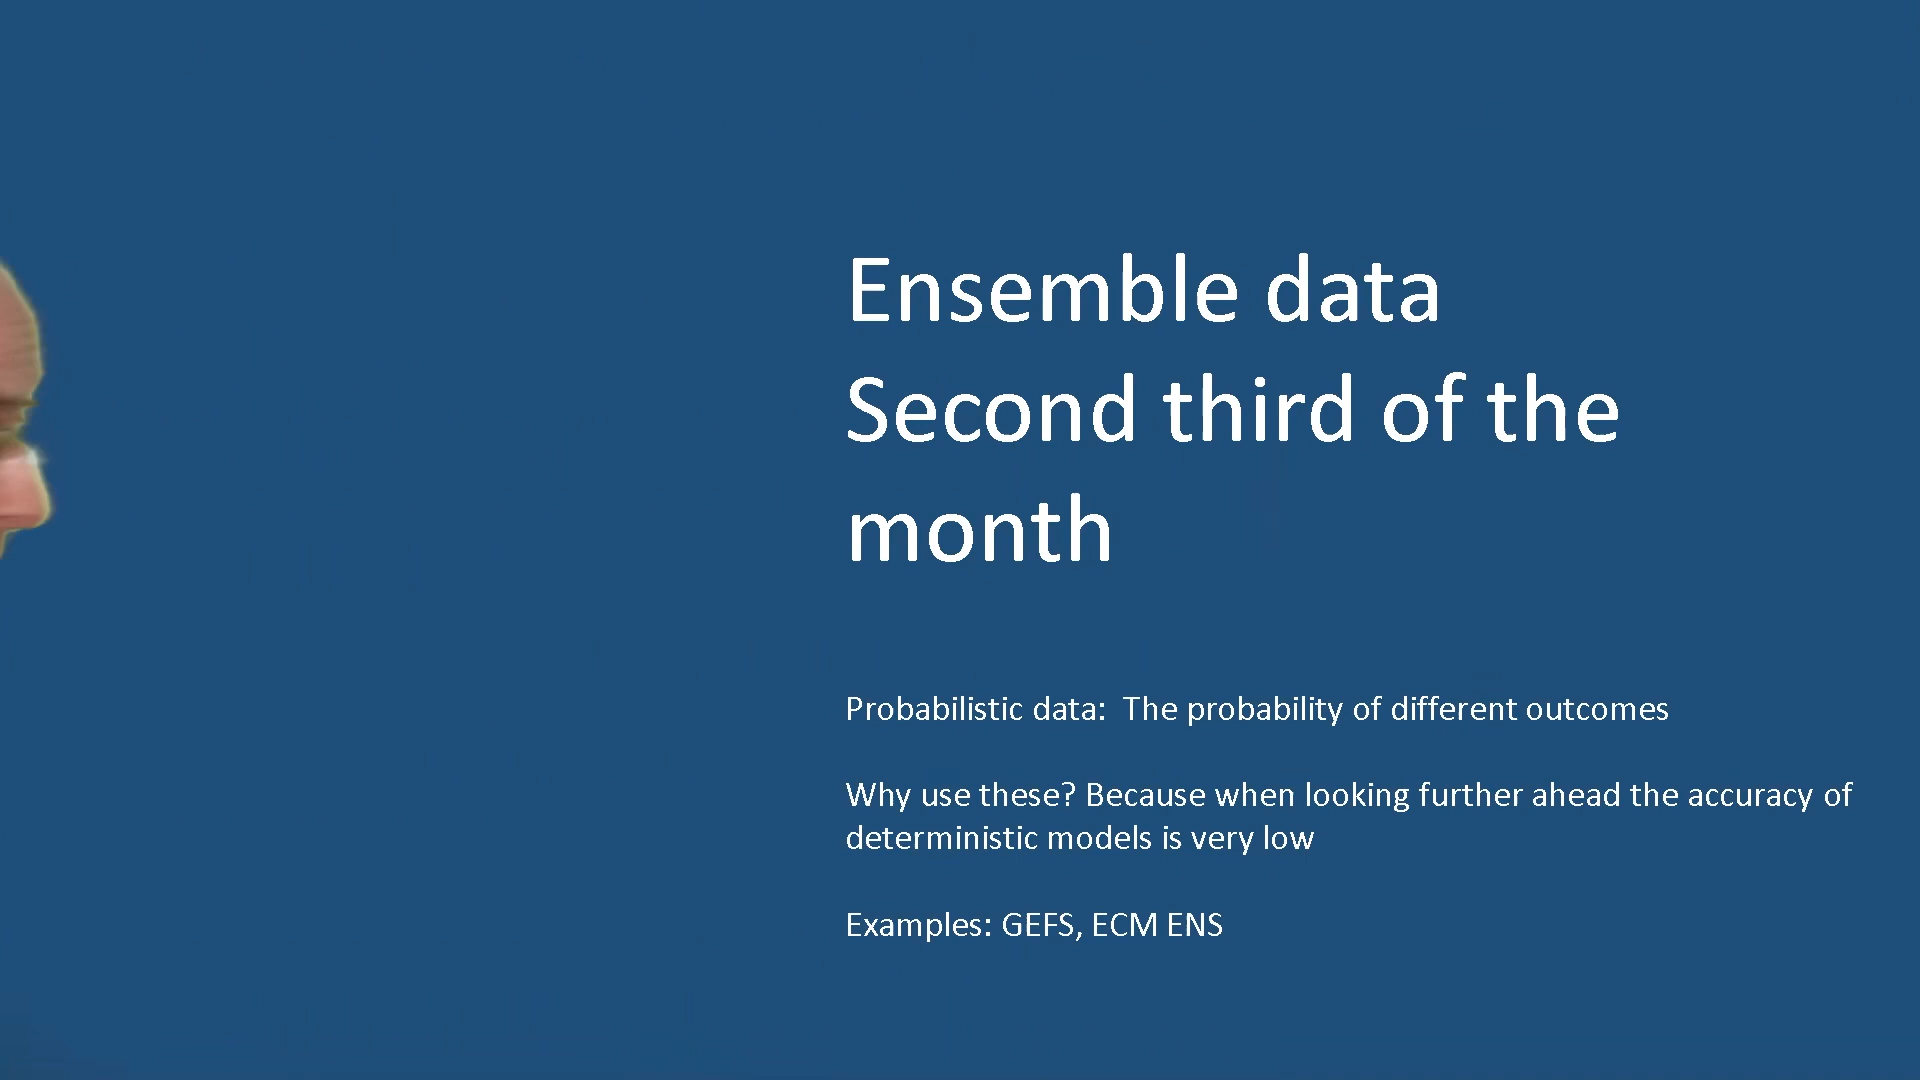 Ensemble data
Second third of the
month
Probabilistic data:  The probability of different outcomes
Why use these? Because when looking further ahead the accuracy of
deterministic models is very low
Examples: GEFS, ECM ENS